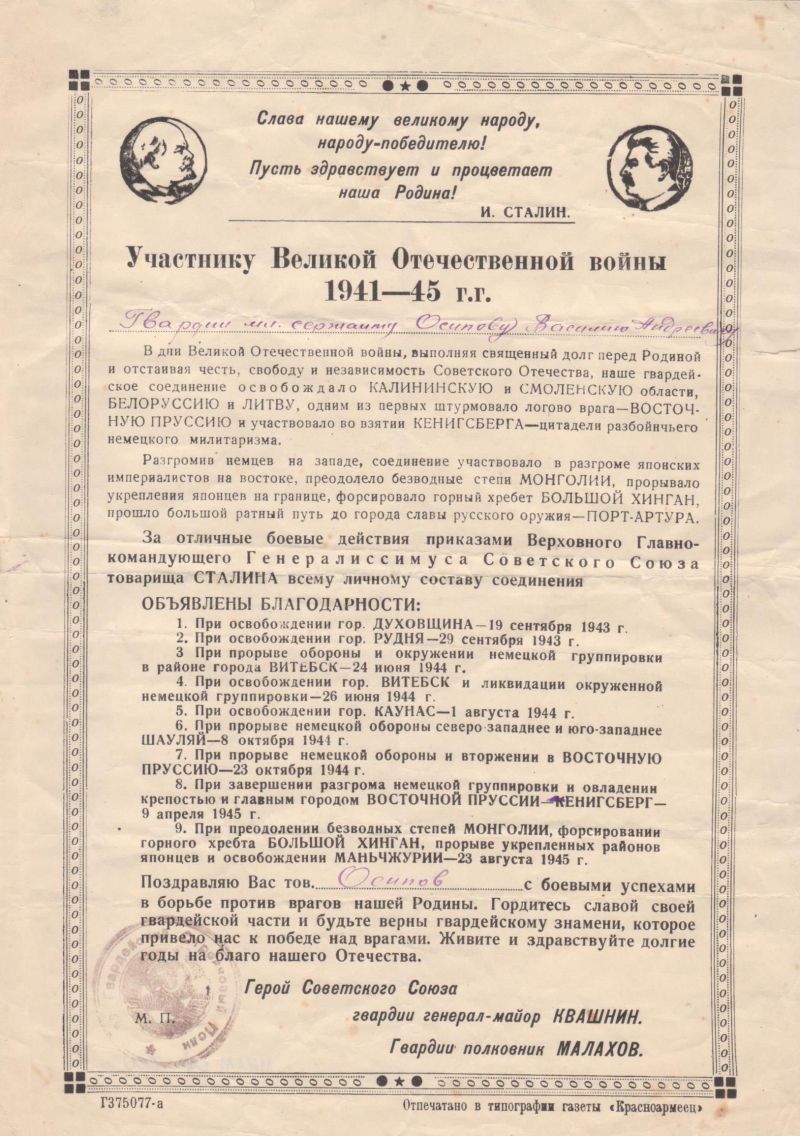 Слава нашему великому народу,
народу-победителю!
Пусть здравствует и процветает
наша Родина!
И. СТАЛИН.
Участнику Великой Отечественной войны
1941—45 г.г.
Гвардии мл. сержанту Осипову Василию Андреевичу
В дни Великой Отечественной войны, выполняя священный долг перед Родиной
и отстаивая честь, свободу и независимость Советского Отечества, наше гвардей-
ское соединение освобождало КАЛИНИНСКУЮ и СМОЛЕНСКУЮ области,
БЕЛОРУССИЮ и ЛИТВУ, одним из первых штурмовало логово врага—ВОСТОЧ-
НУЮ ПРУССИЮ и участвовало во взятии КЕНИГСБЕРГА—цитадели разбойничьего
немецкого милитаризма.
Разгромив немцев на западе, соединение участвовало в разгроме японских
империалистов на востоке, преодолело безводные степи МОНГОЛИИ, прорывало
укрепления японцев на границе, форсировало горный хребет БОЛЬШОЙ ХИНГАН,
прошло большой ратный путь до города славы русского оружия—ПОРТ-АРТУРА.
За отличные боевые действия приказами Верховного Главно-
командующего Генералиссимуса Советского Союза
товарища СТАЛИНА всему личному составу соединения
ОБЪЯВЛЕНЫ БЛАГОДАРНОСТИ:
1. При освобождении гор. ДУХОВЩИНА—19 сентября 1943 г.
2. При освобождении гор. РУДНЯ—29 сентября 1943 г.
3 При прорыве обороны и окружении немецкой группировки
в районе города ВИТЕБСК—24 июня 1944 г.
4. При освобождении гор. ВИТЕБСК и ликвидации окруженной
немецкой группировки—26 июня 1944 г.
5. При освобождении гор. КАУНАС—1 августа 1944 г.
6. При прорыве немецкой обороны северо-западнее и юго-западнее
ШАУЛЯЙ—8 октября 1944 г.
7. При прорыве немецкой обороны и вторжении в ВОСТОЧНУЮ
ПРУССИЮ—23 октября 1944 г.
8. При завершении разгрома немецкой группировки и овладении
крепостью и главным городом ВОСТОЧНОЙ ПРУССИИ—КЕНИГСБЕРГ—
9 апреля 1945 г.
9. При преодолении безводных степей МОНГОЛИИ, форсировании
горного хребта БОЛЬШОЙ ХИНГАН, прорыве укрепленных районов
японцев и освобождении МАНЬЧЖУРИИ—23 августа 1945 г.
Поздравляю Вас тов. Осипов с боевыми успехами
в борьбе против врагов нашей Родины. Гордитесь славой своей
гвардейской части и будьте верны гвардейскому знамени, которое
привело нас к победе над врагами. Живите и здравствуйте долгие
годы на благо нашего Отечества.
Герой Советского Союза
М. П.
гвардии генерал-майор КВАШНИН.
Гвардии полковник МАЛАХОВ.
Г375077-а
Отпечатано в типографии газеты «Красноармеец»